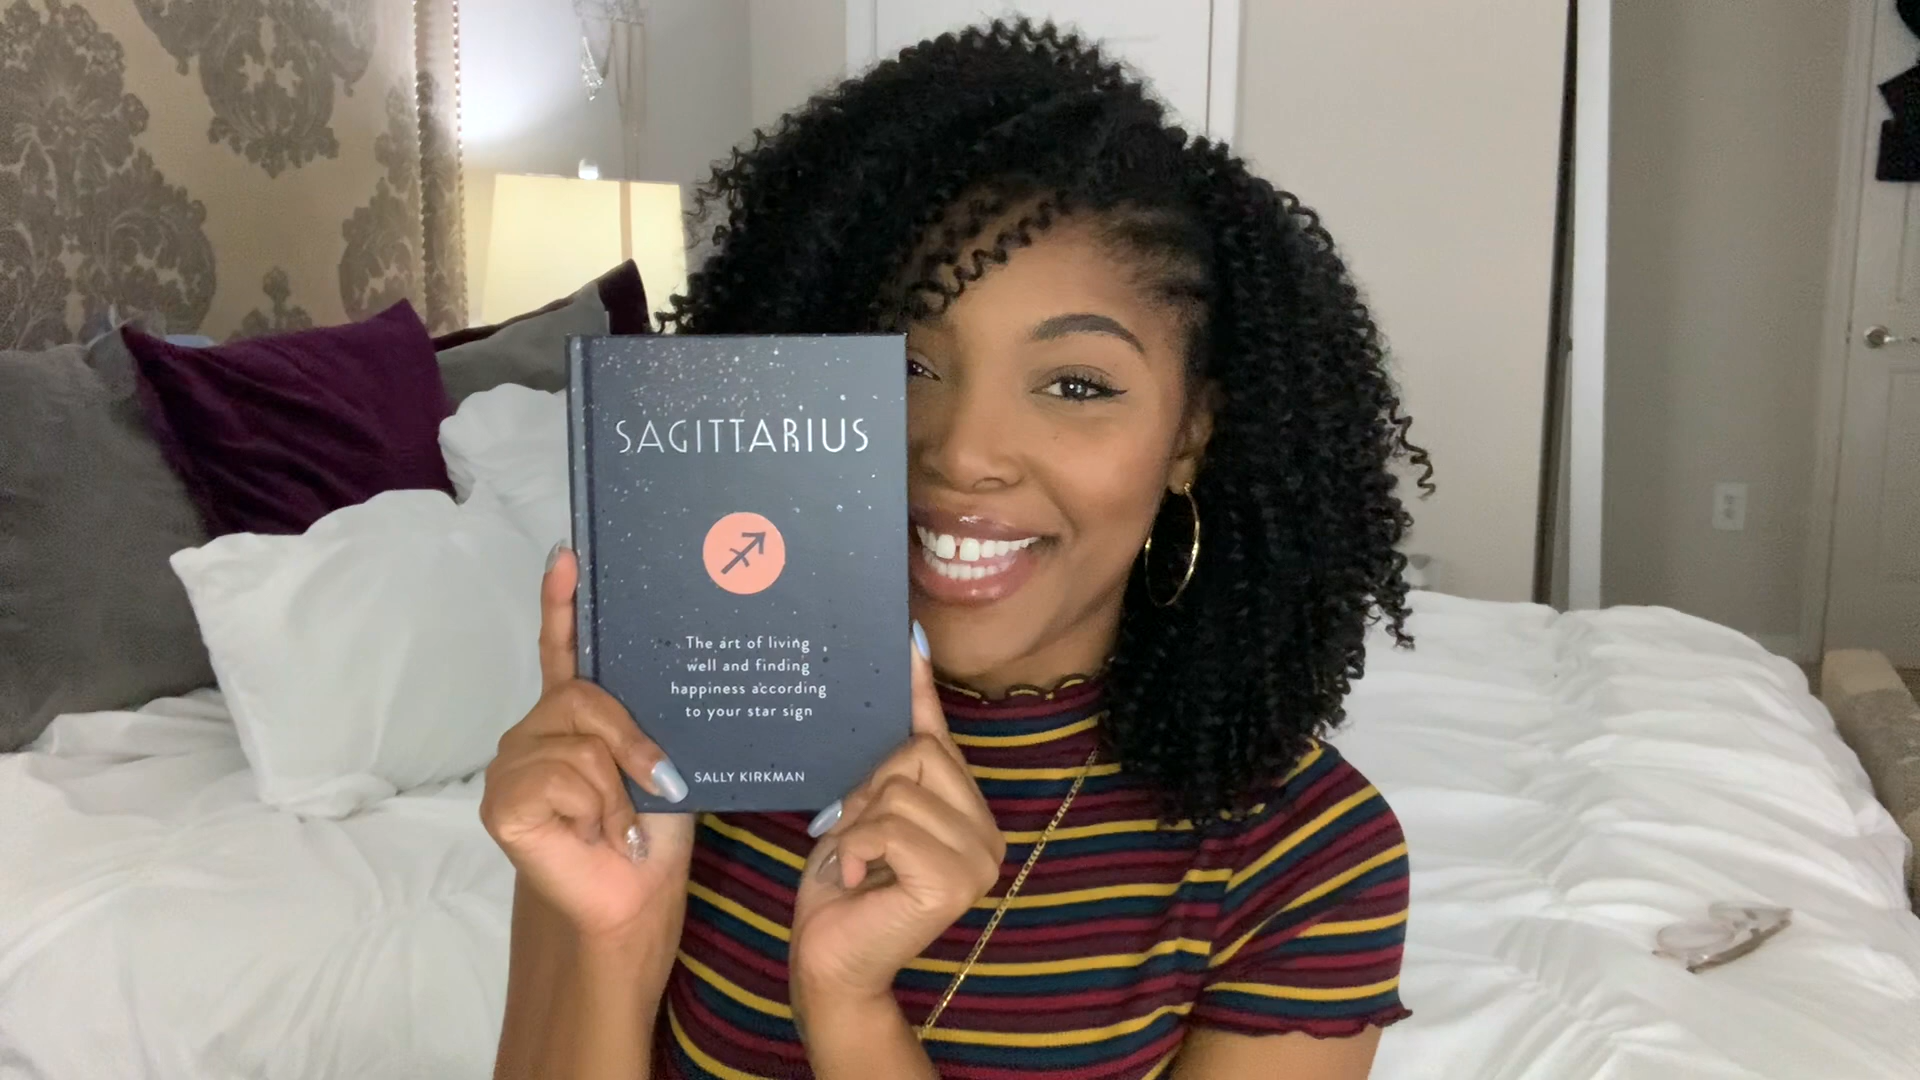 SAGITTARIUS
The art of living
well and finding
happiness according
to your star sign
SALLY KIRKMAN